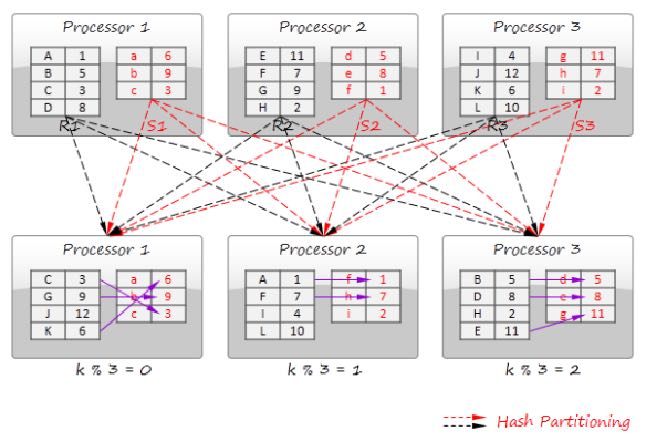 Processor 1
A 1 a 6
B 5 b 9
C 3 c 3
D 8
R1 S1
Processor 2
E 11 d 5
F 7 e 8
G 9 f 1
H 2
R2 S2
Processor 3
I 4 g 11
J 12 h 7
K 6 i 2
L 10
R3 S3
Processor 1
C 3 a 6
G 9 b 9
J 12 c 3
K 6
k % 3 = 0
Processor 2
A 1 f 1
F 7 h 7
I 4 i 2
L 10
k % 3 = 1
Processor 3
B 5 d 5
D 8 e 8
H 2 g 11
E 11
k % 3 = 2
Hash Partitioning